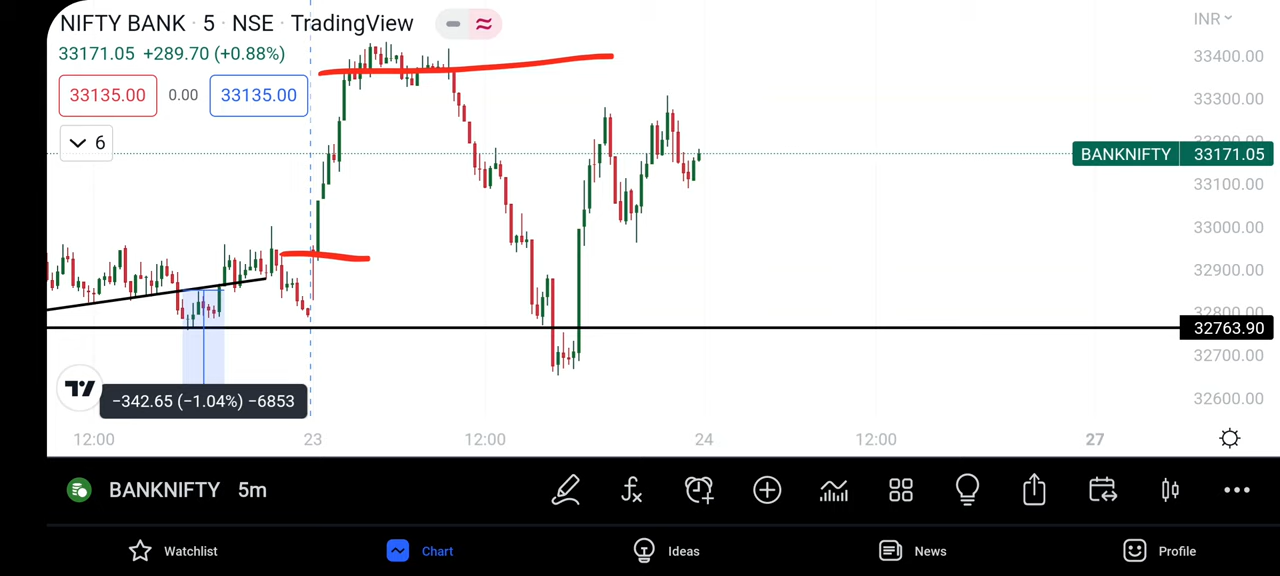 NIFTY BANK · 5 · NSE · TradingView
INR
33171.05 +289.70 (+0.88%)
33135.00 0.00 33135.00
6
33400.00
33300.00
33200.00
BANKNIFTY 33171.05
33100.00
33000.00
32900.00
32800.00
32763.90
32700.00
32600.00
−342.65 (−1.04%) −6853
12:00 23 12:00 24 12:00 27
BANKNIFTY 5m
Watchlist Chart Ideas News Profile